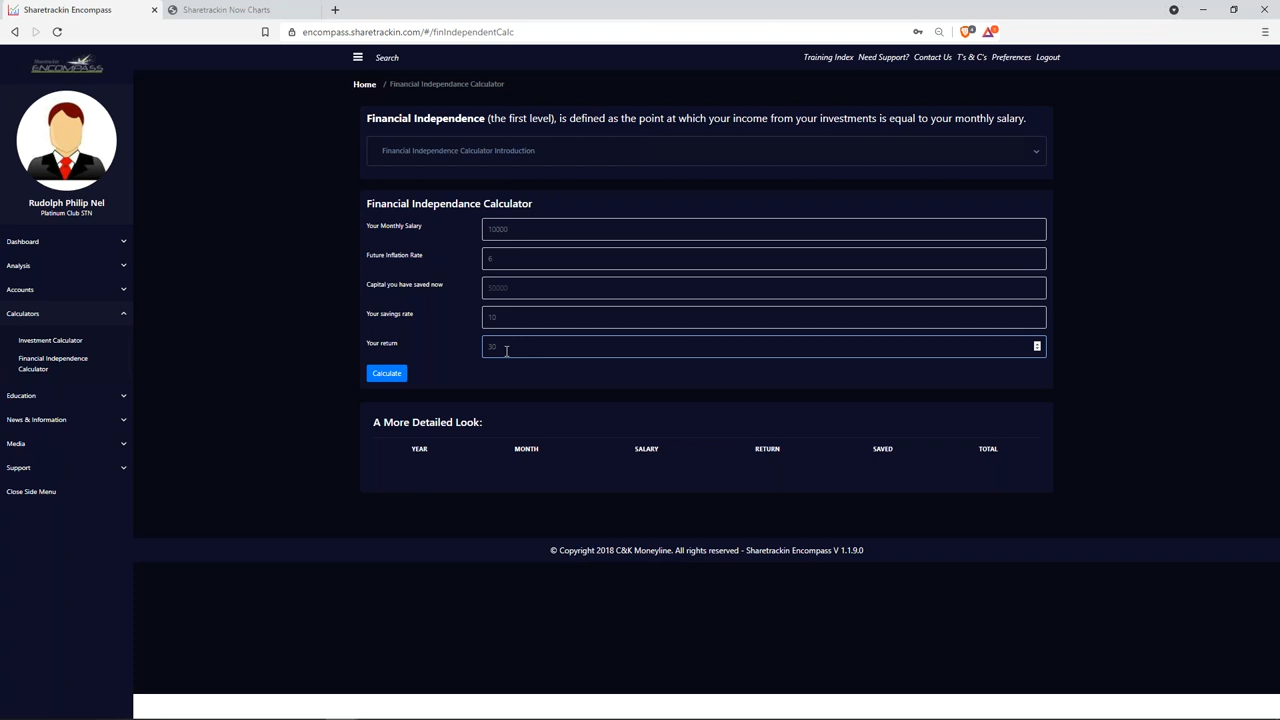 Sharetrackin Encompass
Sharetrackin Now Charts
encompass.sharetrackin.com/#/finIndependentCalc
Sharetrackin
ENCOMPASS
Search
Training Index Need Support? Contact Us T's & C's Preferences Logout
Home / Financial Independance Calculator
Rudolph Philip Nel
Platinum Club STN
Dashboard
Analysis
Accounts
Calculators
Investment Calculator
Financial Independence
Calculator
Education
News & Information
Media
Support
Close Side Menu
Financial Independence (the first level), is defined as the point at which your income from your investments is equal to your monthly salary.
Financial Independence Calculator Introduction
Financial Independance Calculator
Your Monthly Salary
10000
Future Inflation Rate
6
Capital you have saved now
50000
Your savings rate
10
Your return
30
Calculate
A More Detailed Look:
YEAR MONTH SALARY RETURN SAVED TOTAL
© Copyright 2018 C&K Moneyline. All rights reserved - Sharetrackin Encompass V 1.1.9.0